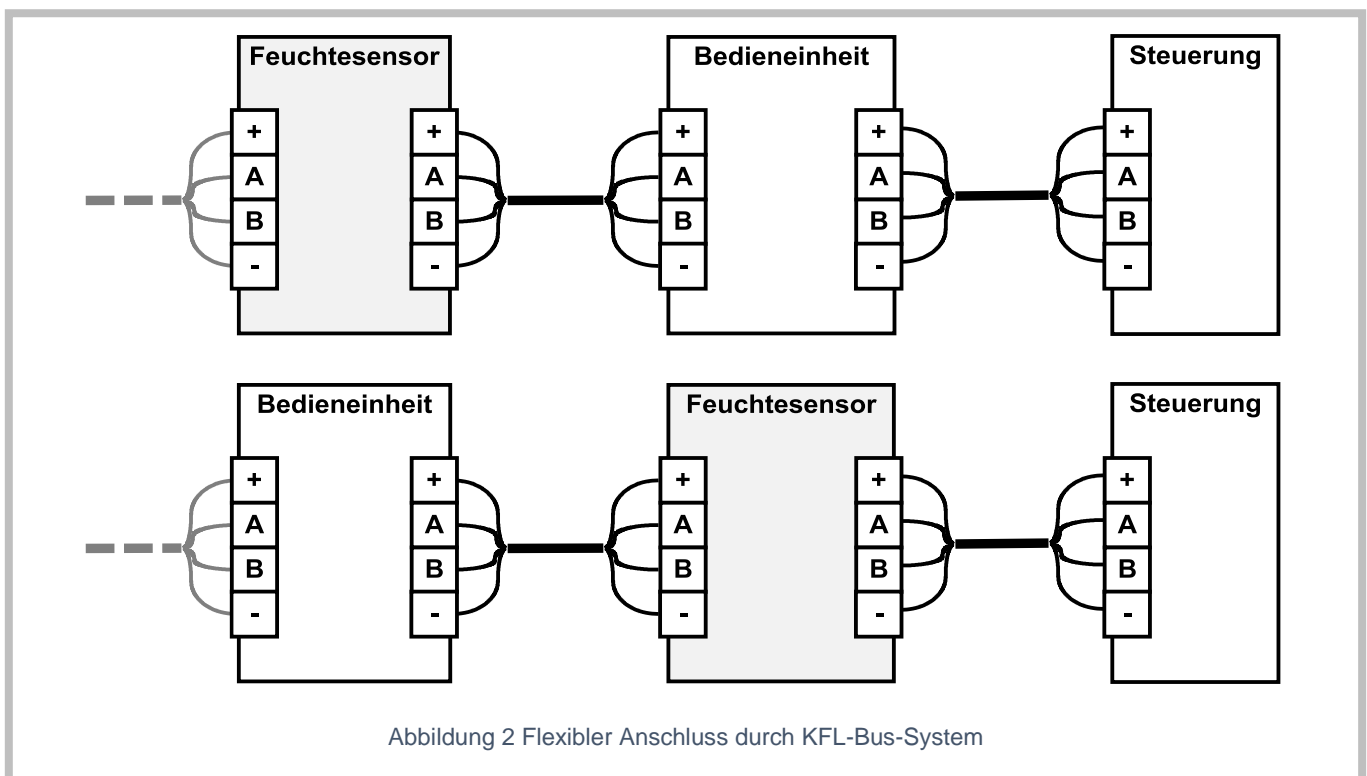 Feuchtesensor Bedieneinheit Steuerung
+ + + + +
A A A A A
B B B B B
- - - - -
Bedieneinheit Feuchtesensor Steuerung
+ + + + +
A A A A A
B B B B B
- - - - -
Abbildung 2 Flexibler Anschluss durch KFL-Bus-System